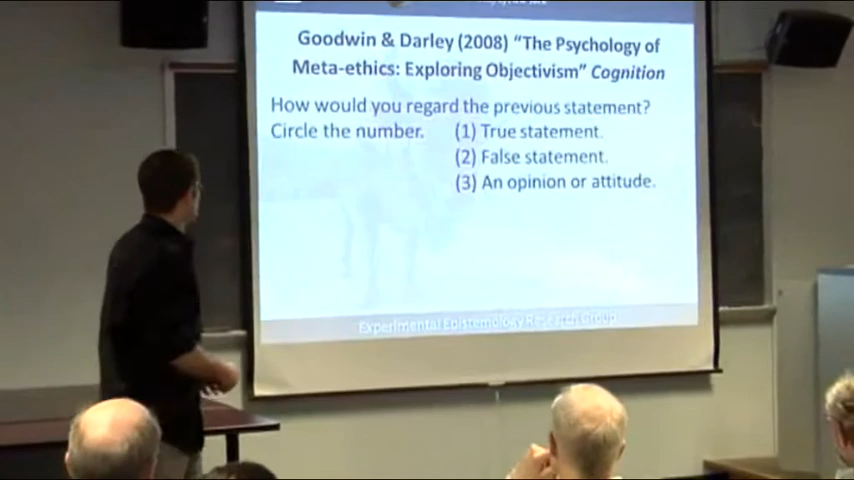 Goodwin & Darley (2008) "The Psychology of
Meta-ethics: Exploring Objectivism" Cognition
How would you regard the previous statement?
Circle the number. (1) True statement.
(2) False statement.
(3) An opinion or attitude.
Experimental Epistemology Research Group